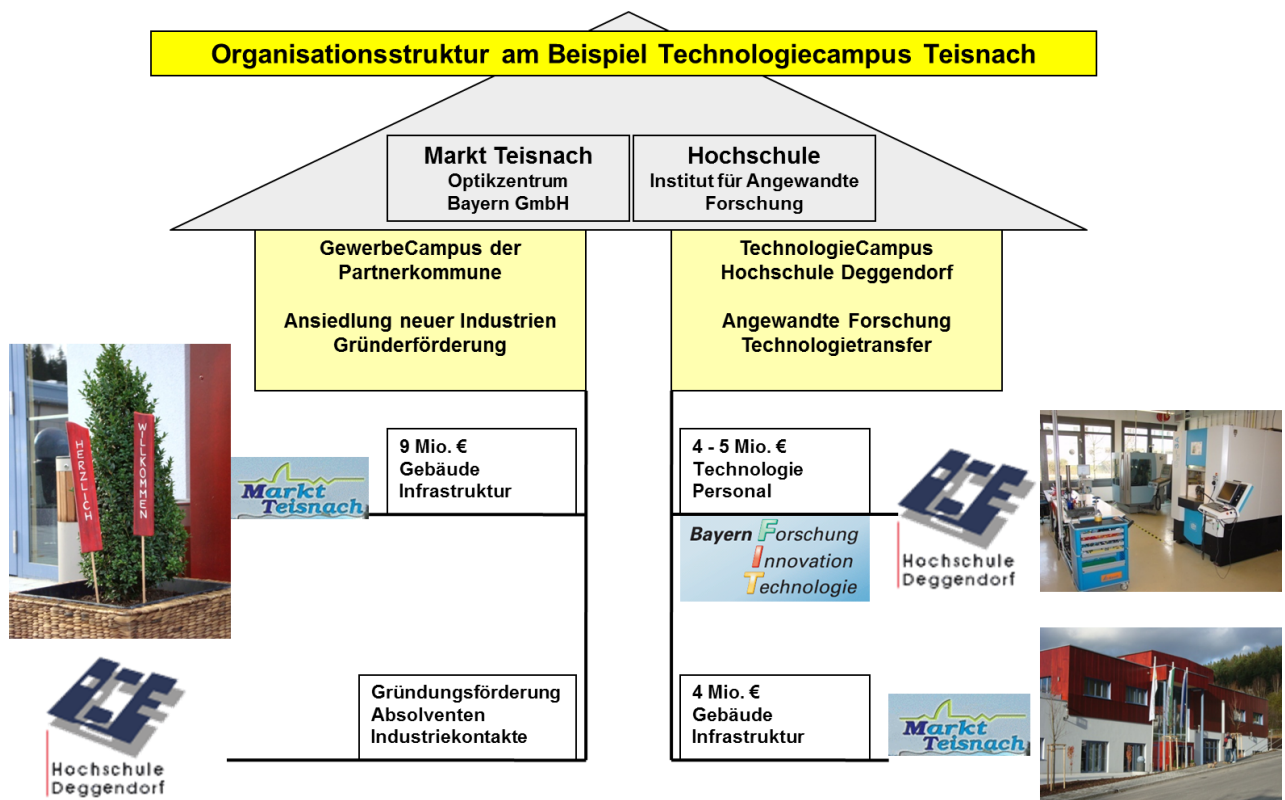 Organisationsstruktur am Beispiel Technologiecampus Teisnach
Markt Teisnach
Optikzentrum
Bayern GmbH
Hochschule
Institut für Angewandte
Forschung
GewerbeCampus der
Partnerkommune
Ansiedlung neuer Industrien
Gründerförderung
TechnologieCampus
Hochschule Deggendorf
Angewandte Forschung
Technologietransfer
HERZLICH
WILLKOMMEN
Markt
Teisnach
9 Mio. €
Gebäude
Infrastruktur
4 - 5 Mio. €
Technologie
Personal
Hochschule
Deggendorf
Bayern Forschung
Innovation
Technologie
Hochschule
Deggendorf
Gründungsförderung
Absolventen
Industriekontakte
4 Mio. €
Gebäude
Infrastruktur
Markt
Teisnach